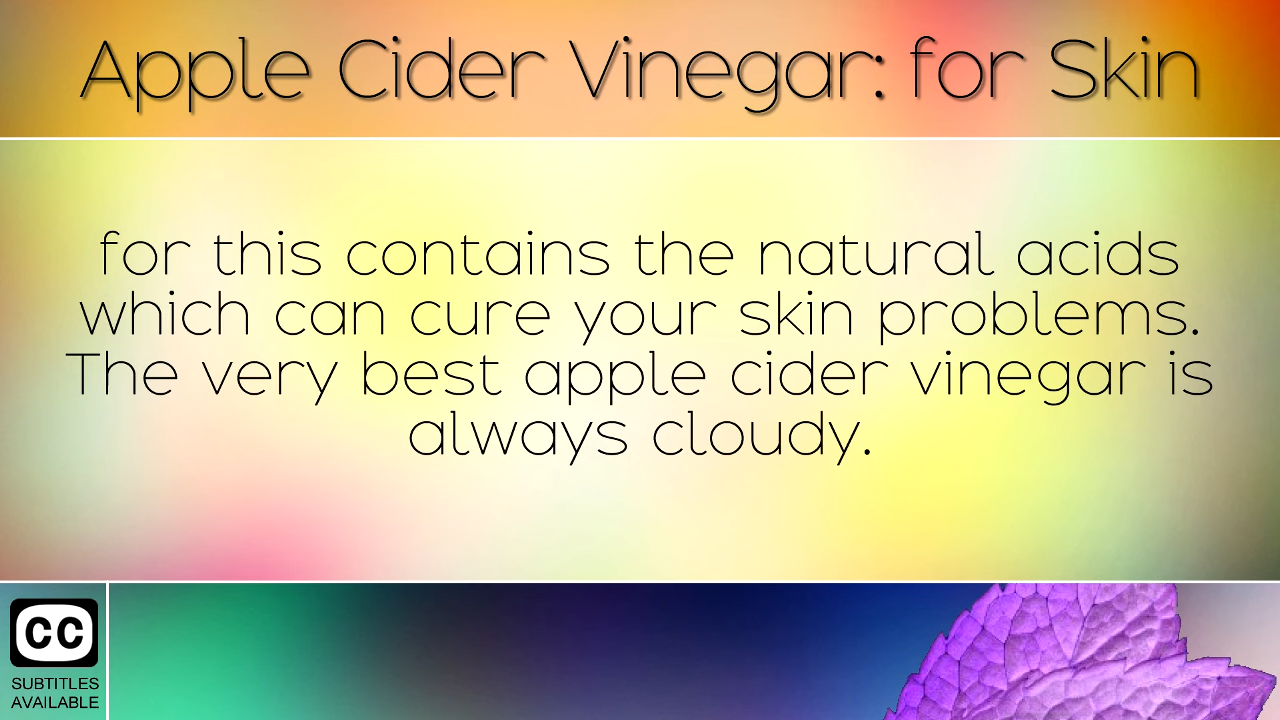 Apple Cider Vinegar: for Skin
for this contains the natural acids
which can cure your skin problems.
The very best apple cider vinegar is
always cloudy.
CC
SUBTITLES
AVAILABLE